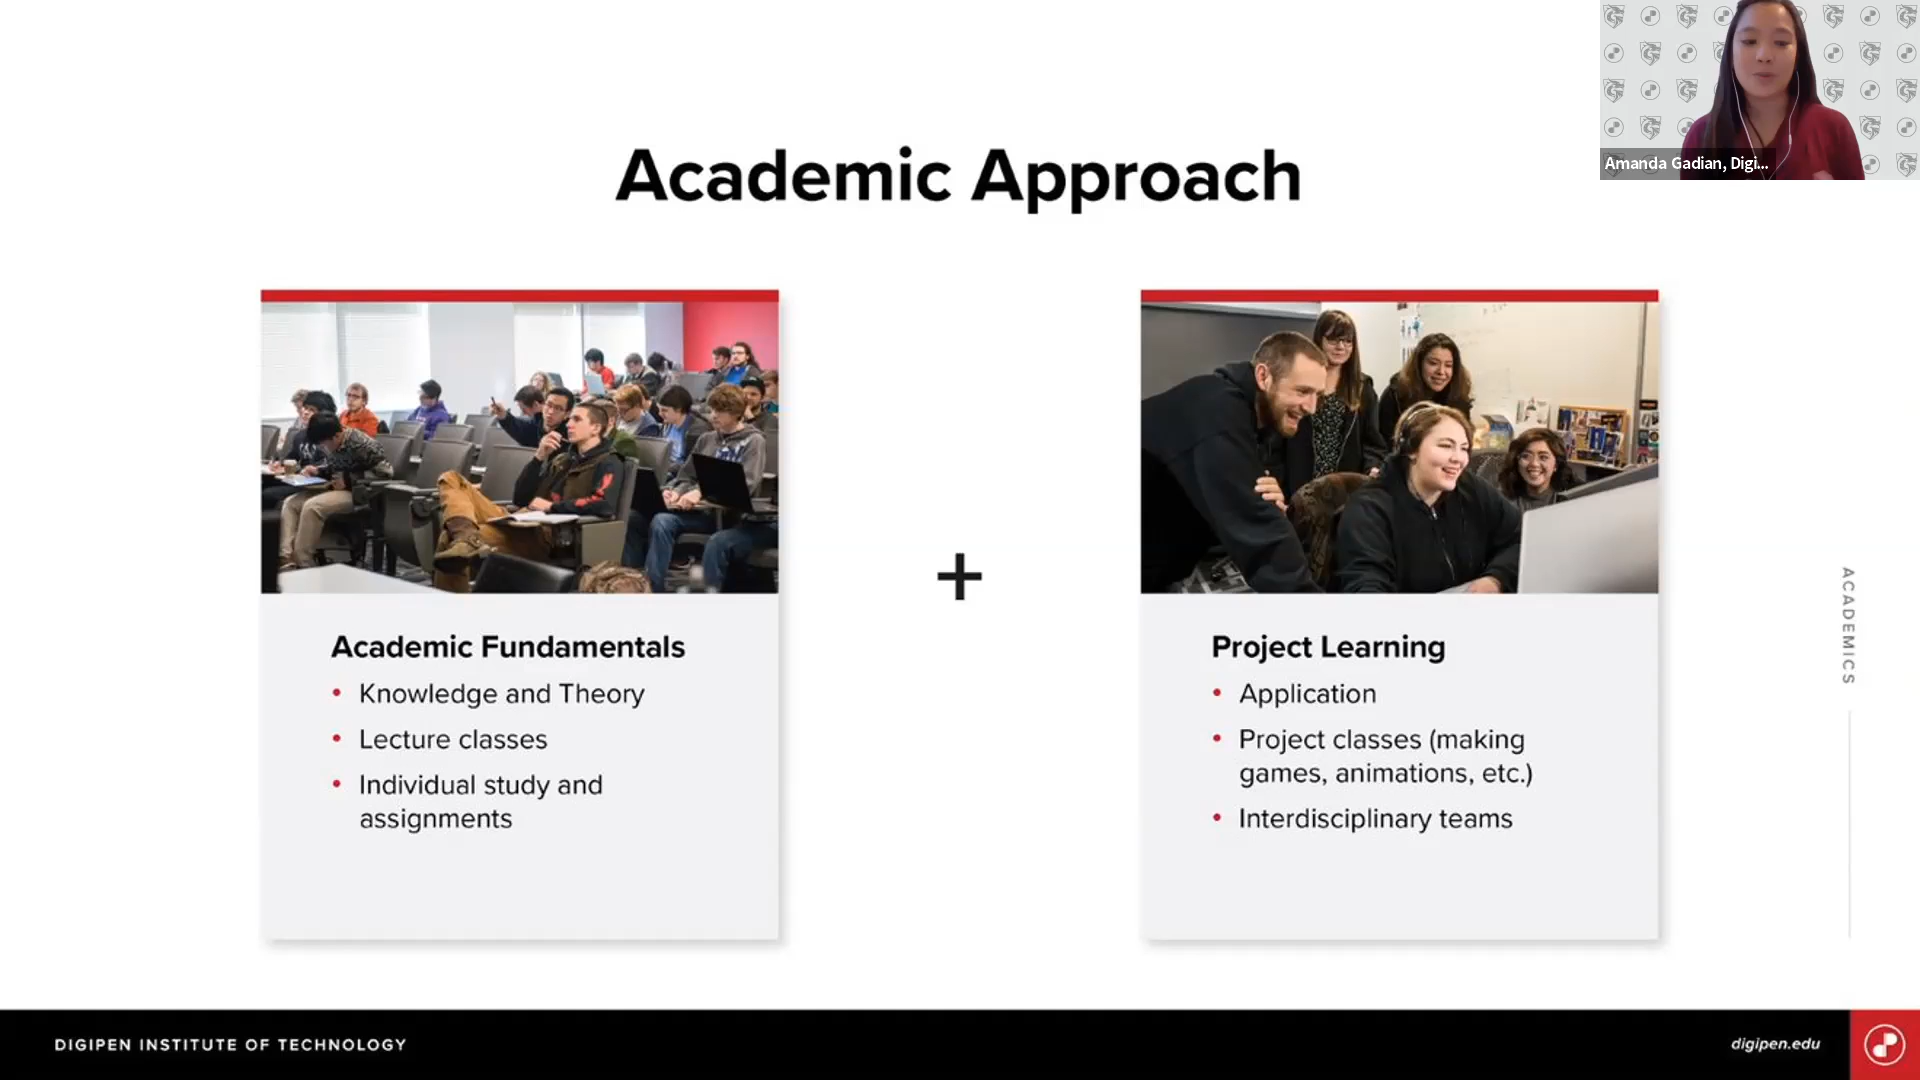 Amanda Gadian, Digi...
Academic Approach
Academic Fundamentals
• Knowledge and Theory
• Lecture classes
• Individual study and
assignments
+
Project Learning
• Application
• Project classes (making
games, animations, etc.)
• Interdisciplinary teams
ACADEMICS
DIGIPEN INSTITUTE OF TECHNOLOGY
digipen.edu